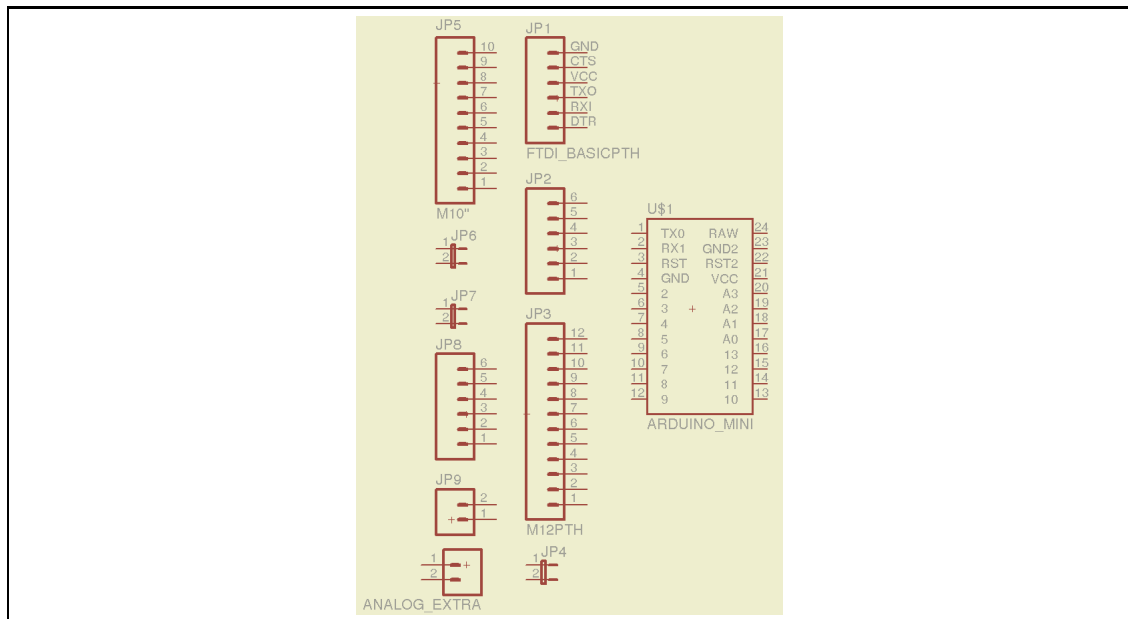 JP5
10
9
8
7
6
5
4
3
2
1
M10"
JP6
1
2
JP7
1
2
JP8
6
5
4
3
2
1
JP9
2
1
1
2
ANALOG_EXTRA
JP1
GND
CTS
VCC
TXO
RXI
DTR
FTDI_BASICPTH
JP2
6
5
4
3
2
1
JP3
12
11
10
9
8
7
6
5
4
3
2
1
M12PTH
JP4
1
2
U$1
1 TX0 RAW 24
2 RX1 GND2 23
3 RST RST2 22
4 GND VCC 21
5 2 A3 20
6 3 A2 19
7 4 A1 18
8 5 A0 17
9 6 13 16
10 7 12 15
11 8 11 14
12 9 10 13
ARDUINO_MINI